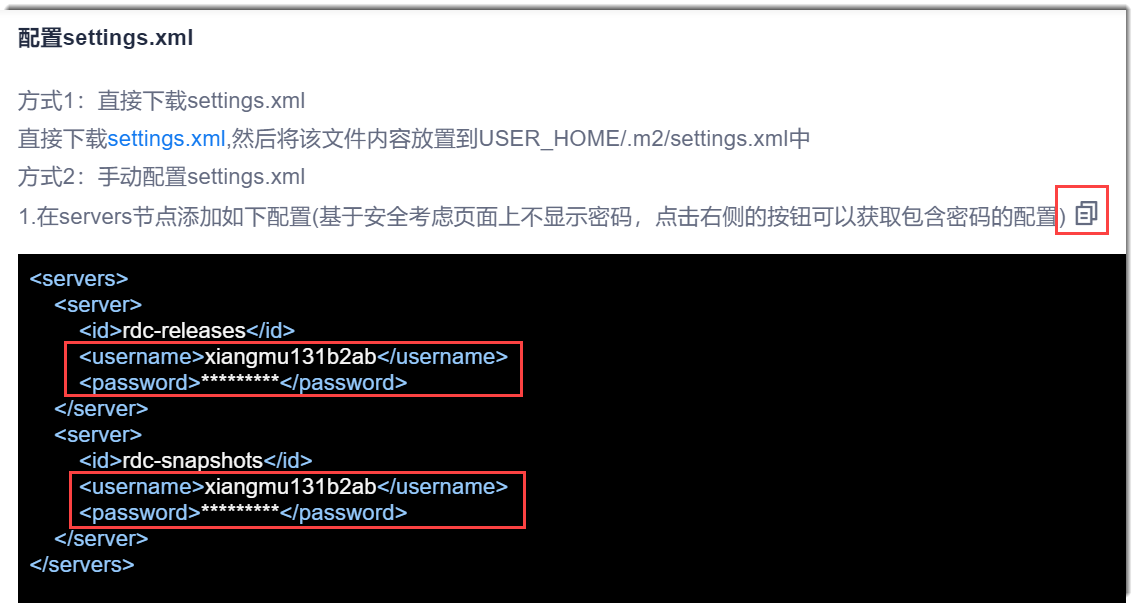 配置settings.xml
方式1：直接下载settings.xml
直接下载settings.xml,然后将该文件内容放置到USER_HOME/.m2/settings.xml中
方式2：手动配置settings.xml
1.在servers节点添加如下配置(基于安全考虑页面上不显示密码，点击右侧的按钮可以获取包含密码的配置)
<servers>
<server>
<id>rdc-releases</id>
<username>xiangmu131b2ab</username>
<password>*********</password>
</server>
<server>
<id>rdc-snapshots</id>
<username>xiangmu131b2ab</username>
<password>*********</password>
</server>
</servers>